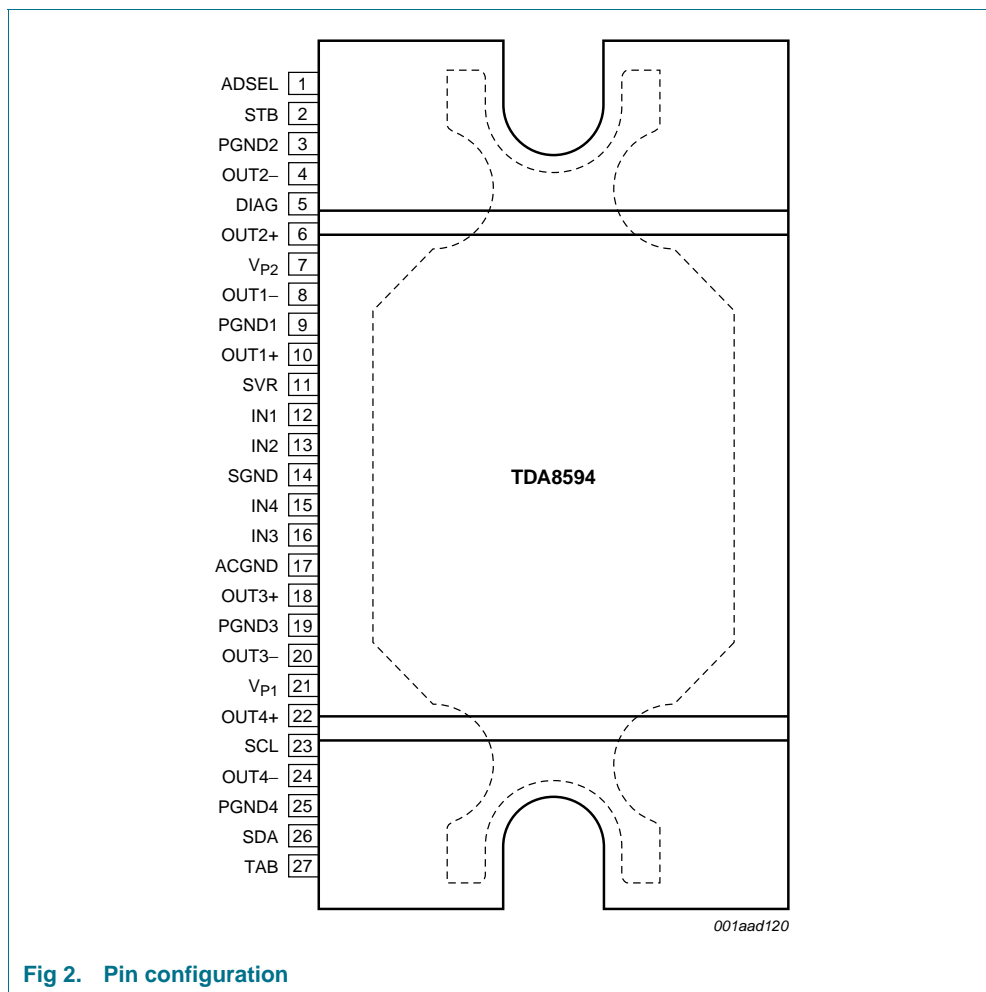 ADSEL 1
STB 2
PGND2 3
OUT2− 4
DIAG 5
OUT2+ 6
VP2 7
OUT1− 8
PGND1 9
OUT1+ 10
SVR 11
IN1 12
IN2 13
SGND 14
IN4 15
IN3 16
ACGND 17
OUT3+ 18
PGND3 19
OUT3− 20
VP1 21
OUT4+ 22
SCL 23
OUT4− 24
PGND4 25
SDA 26
TAB 27
TDA8594
001aad120
Fig 2. Pin configuration